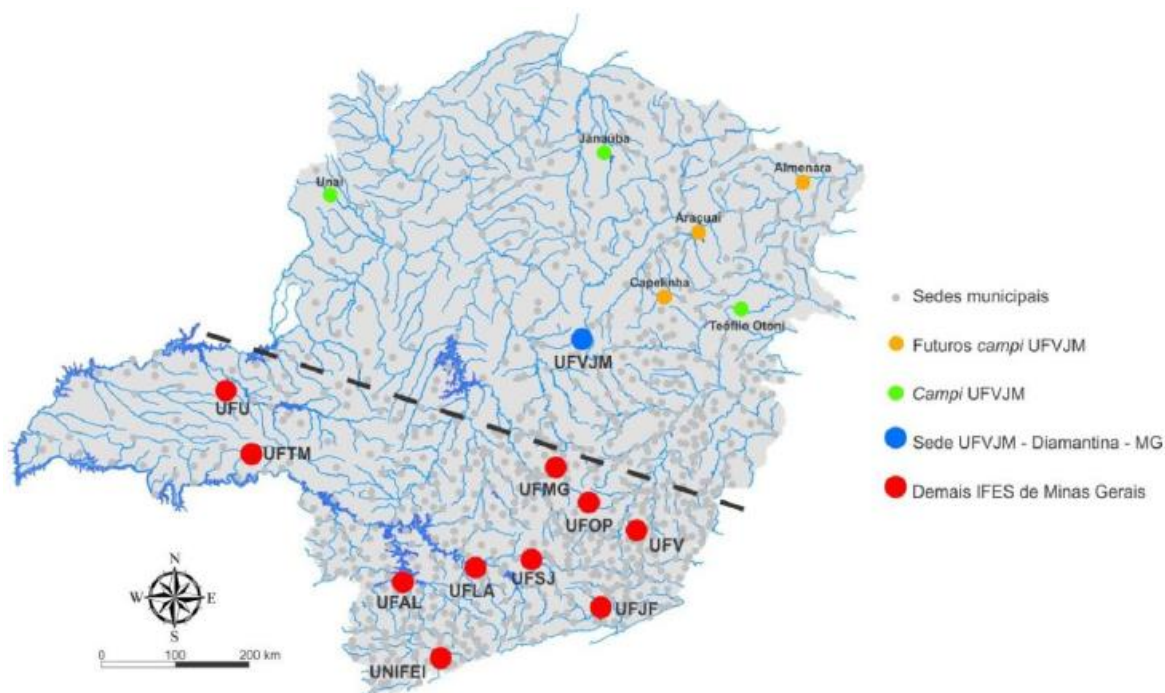 Janaúba
Almenara
Unaí
Araçuaí
Capelinha
Teófilo Otoni
UFVJM
UFU
UFTM
UFMG
UFOP
UFV
UFSJ
UFLA
UFAL
UFJF
UNIFEI
N
W
E
S
0 100 200 km
Sedes municipais
Futuros campi UFVJM
Campi UFVJM
Sede UFVJM - Diamantina - MG
Demais IFES de Minas Gerais